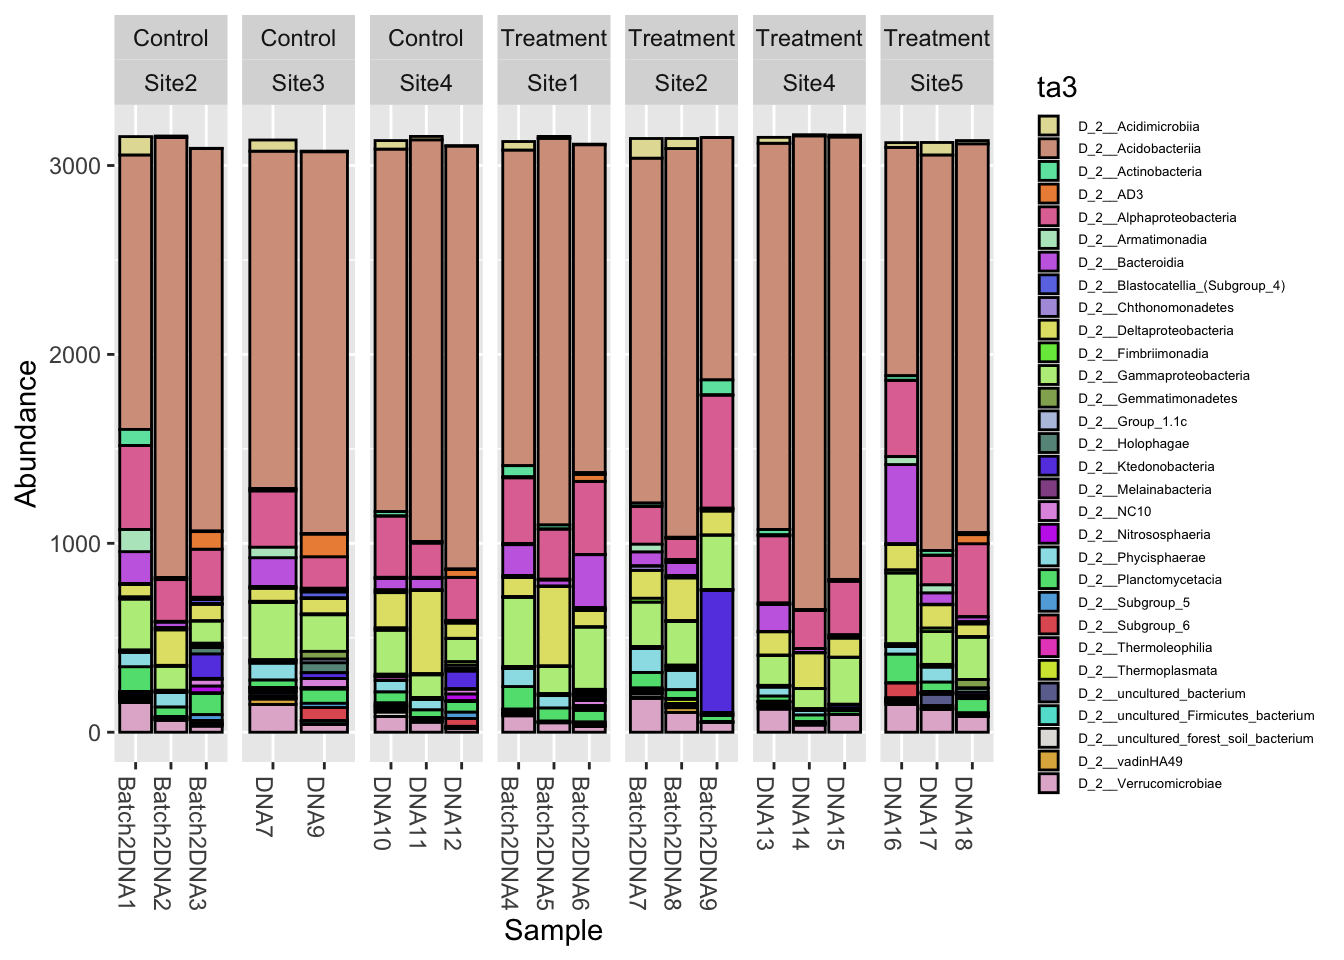 Control Control Control Treatment Treatment Treatment Treatment
Site2 Site3 Site4 Site1 Site2 Site4 Site5
Abundance
3000
2000
1000
0
Batch2DNA1
Batch2DNA2
Batch2DNA3
DNA7
DNA9
DNA10
DNA11
DNA12
Batch2DNA4
Batch2DNA5
Batch2DNA6
Batch2DNA7
Batch2DNA8
Batch2DNA9
DNA13
DNA14
DNA15
DNA16
DNA17
DNA18
Sample
ta3
D_2__Acidimicrobiia
D_2__Acidobacteriia
D_2__Actinobacteria
D_2__AD3
D_2__Alphaproteobacteria
D_2__Armatimonadia
D_2__Bacteroidia
D_2__Blastocatellia_(Subgroup_4)
D_2__Chthonomonadetes
D_2__Deltaproteobacteria
D_2__Fimbriimonadia
D_2__Gammaproteobacteria
D_2__Gemmatimonadetes
D_2__Group_1.1c
D_2__Holophagae
D_2__Ktedonobacteria
D_2__Melainabacteria
D_2__NC10
D_2__Nitrososphaeria
D_2__Phycisphaerae
D_2__Planctomycetacia
D_2__Subgroup_5
D_2__Subgroup_6
D_2__Thermoleophilia
D_2__Thermoplasmata
D_2__uncultured_bacterium
D_2__uncultured_Firmicutes_bacterium
D_2__uncultured_forest_soil_bacterium
D_2__vadinHA49
D_2__Verrucomicrobiae